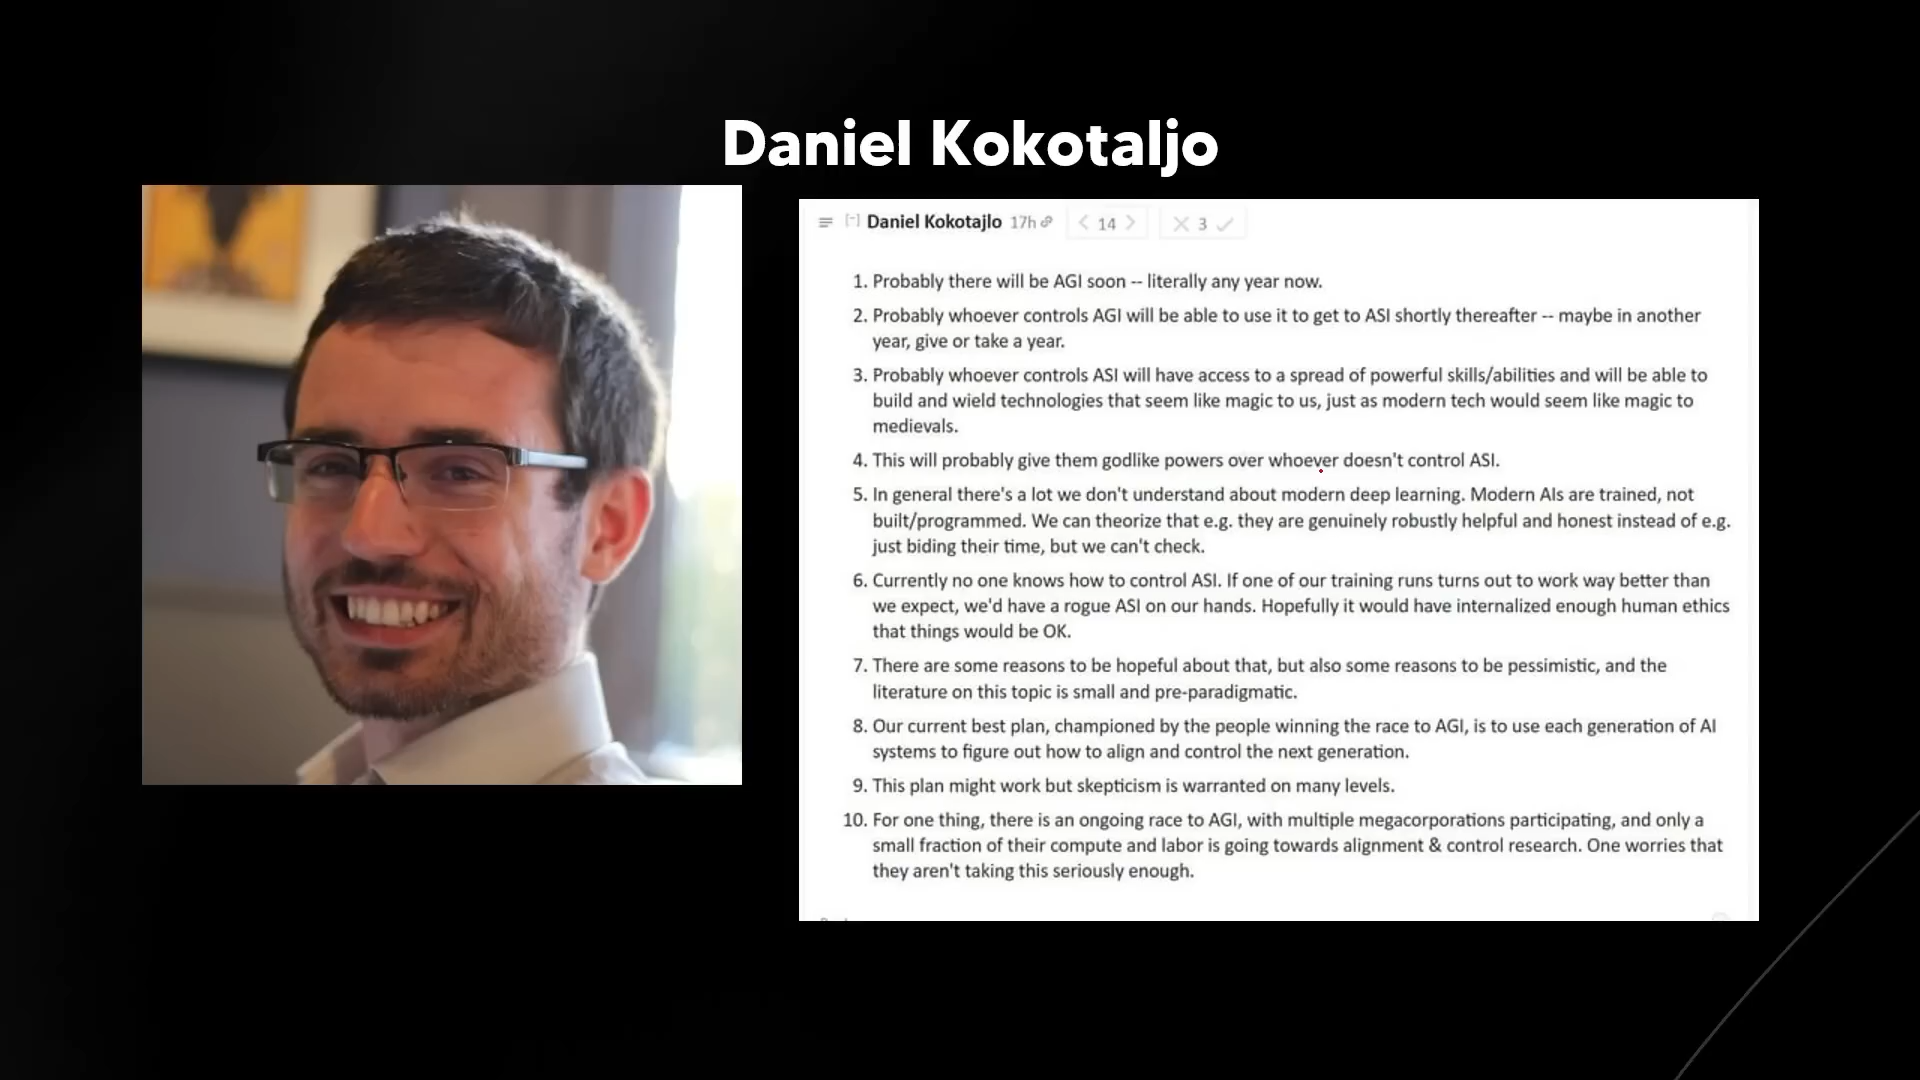 Daniel Kokotaljo
[-] Daniel Kokotajlo 17h 14 3
1. Probably there will be AGI soon -- literally any year now.
2. Probably whoever controls AGI will be able to use it to get to ASI shortly thereafter -- maybe in another
year, give or take a year.
3. Probably whoever controls ASI will have access to a spread of powerful skills/abilities and will be able to
build and wield technologies that seem like magic to us, just as modern tech would seem like magic to
medievals.
4. This will probably give them godlike powers over whoever doesn't control ASI.
5. In general there's a lot we don't understand about modern deep learning. Modern AIs are trained, not
built/programmed. We can theorize that e.g. they are genuinely robustly helpful and honest instead of e.g.
just biding their time, but we can't check.
6. Currently no one knows how to control ASI. If one of our training runs turns out to work way better than
we expect, we'd have a rogue ASI on our hands. Hopefully it would have internalized enough human ethics
that things would be OK.
7. There are some reasons to be hopeful about that, but also some reasons to be pessimistic, and the
literature on this topic is small and pre-paradigmatic.
8. Our current best plan, championed by the people winning the race to AGI, is to use each generation of AI
systems to figure out how to align and control the next generation.
9. This plan might work but skepticism is warranted on many levels.
10. For one thing, there is an ongoing race to AGI, with multiple megacorporations participating, and only a
small fraction of their compute and labor is going towards alignment & control research. One worries that
they aren't taking this seriously enough.